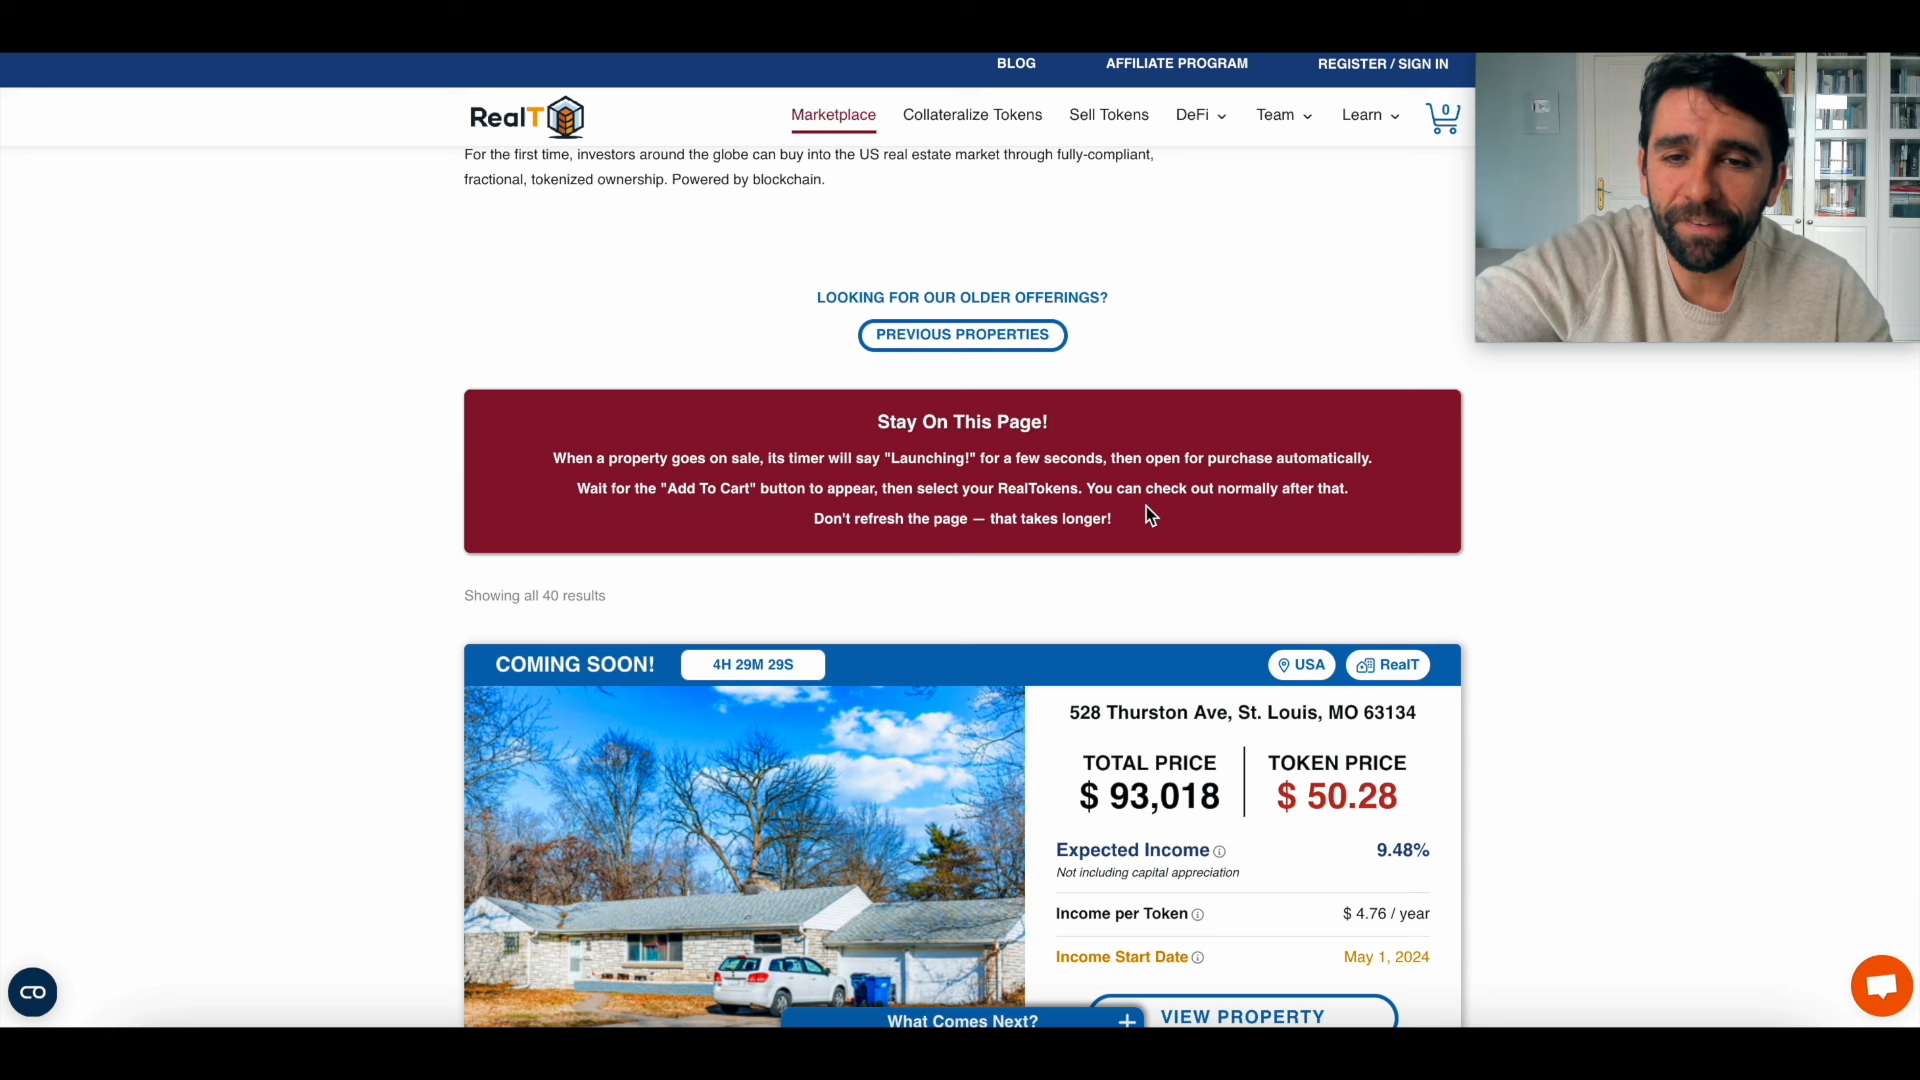 BLOG
AFFILIATE PROGRAM
REGISTER / SIGN IN
RealT
Marketplace
Collateralize Tokens
Sell Tokens
DeFi
Team
Learn
0
For the first time, investors around the globe can buy into the US real estate market through fully-compliant,
fractional, tokenized ownership. Powered by blockchain.
LOOKING FOR OUR OLDER OFFERINGS?
PREVIOUS PROPERTIES
Stay On This Page!
When a property goes on sale, its timer will say "Launching!" for a few seconds, then open for purchase automatically.
Wait for the "Add To Cart" button to appear, then select your RealTokens. You can check out normally after that.
Don't refresh the page — that takes longer!
Showing all 40 results
COMING SOON!
4H 29M 29S
USA
RealT
528 Thurston Ave, St. Louis, MO 63134
TOTAL PRICE
$ 93,018
TOKEN PRICE
$ 50.28
Expected Income
9.48%
Not including capital appreciation
Income per Token
$ 4.76 / year
Income Start Date
May 1, 2024
What Comes Next?
VIEW PROPERTY